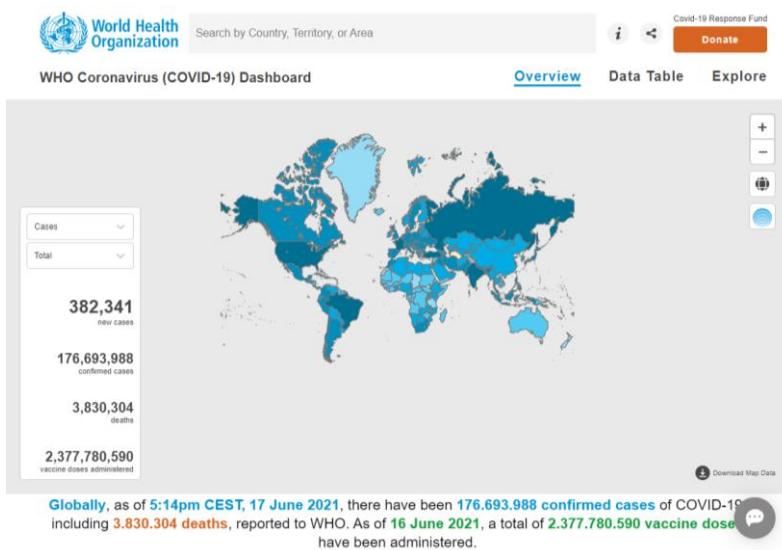 World Health
Organization
Search by Country, Territory, or Area
i
Covid-19 Response Fund
Donate
WHO Coronavirus (COVID-19) Dashboard
Overview
Data Table
Explore
+
−
Cases
Total
382,341
new cases
176,693,988
confirmed cases
3,830,304
deaths
2,377,780,590
vaccine doses administered
Download Map Data
Globally, as of 5:14pm CEST, 17 June 2021, there have been 176.693.988 confirmed cases of COVID-19
including 3.830.304 deaths, reported to WHO. As of 16 June 2021, a total of 2.377.780.590 vaccine dose
have been administered.